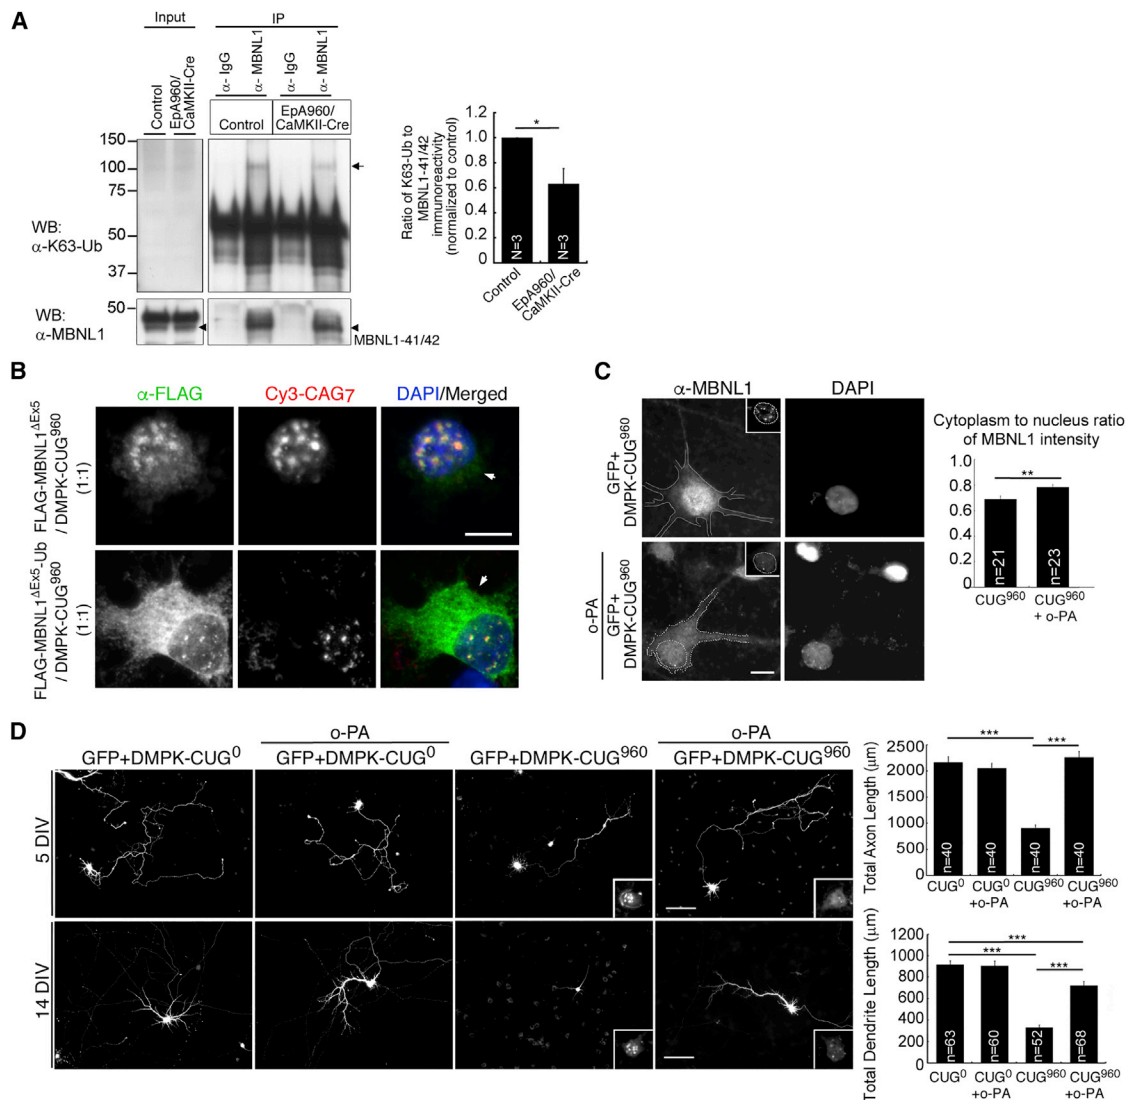 A
Input
IP
Control
EpA960/
CaMKII-Cre
α- IgG
α- MBNL1
α- IgG
α- MBNL1
Control
EpA960/
CaMKII-Cre
150
100
75
50
37
WB:
α-K63-Ub
50
WB:
α-MBNL1
MBNL1-41/42
Ratio of K63-Ub to
MBNL1-41/42
immunoreactivity
(normalized to control)
1.2
1.0
0.8
0.6
0.4
0.2
0
*
N=3
N=3
Control
EpA960/
CaMKII-Cre
B
α-FLAG
Cy3-CAG7
DAPI/Merged
FLAG-MBNL1ΔEx5
/ DMPK-CUG960
(1:1)
FLAG-MBNL1ΔEx5-Ub
/ DMPK-CUG960
(1:1)
C
α-MBNL1
DAPI
GFP+
DMPK-CUG960
o-PA
GFP+
DMPK-CUG960
Cytoplasm to nucleus ratio
of MBNL1 intensity
1.0
0.8
0.6
0.4
0.2
0
**
n=21
n=23
CUG960
CUG960
+ o-PA
D
GFP+DMPK-CUG0
o-PA
GFP+DMPK-CUG0
GFP+DMPK-CUG960
o-PA
GFP+DMPK-CUG960
5 DIV
14 DIV
Total Axon Length (µm)
2500
2000
1500
1000
500
0
***
***
n=40
n=40
n=40
n=40
CUG0
CUG0
+o-PA
CUG960
CUG960
+o-PA
Total Dendrite Length (µm)
1200
1000
800
600
400
200
0
***
***
***
n=63
n=60
n=52
n=68
CUG0
CUG0
+o-PA
CUG960
CUG960
+o-PA